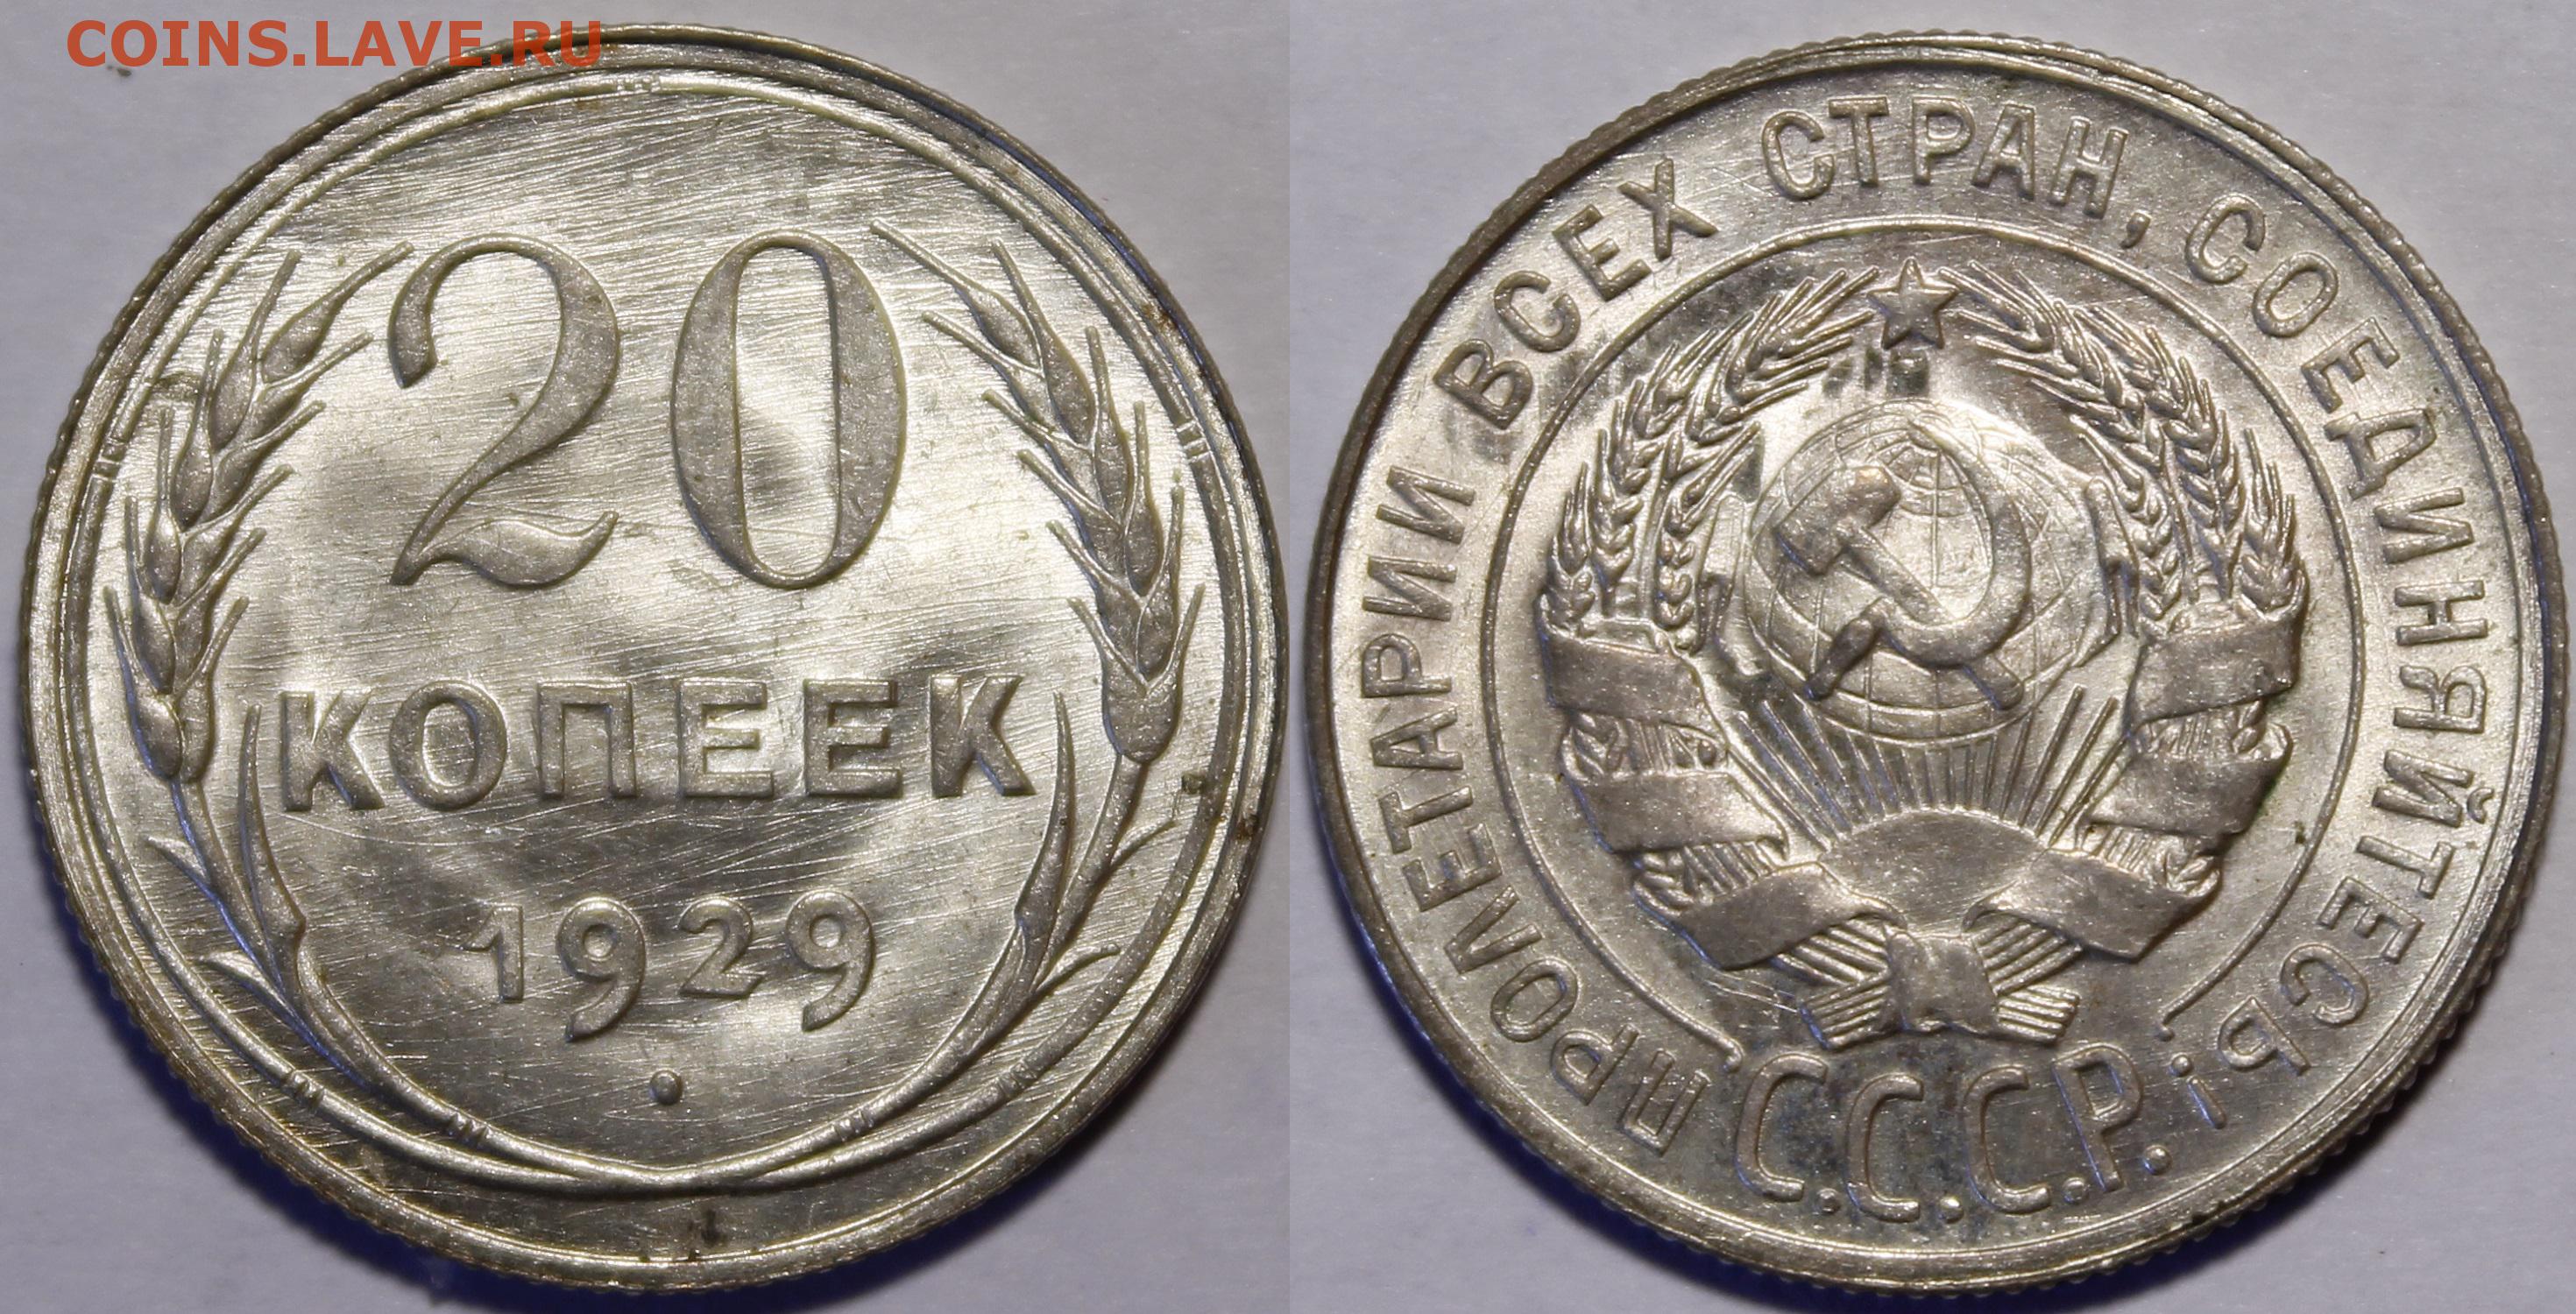 COINS.LAVE.RU
20
КОПЕЕК
1929
ПРОЛЕТАРИИ ВСЕХ СТРАН, СОЕДИНЯЙТЕСЬ!
С.С.С.Р.